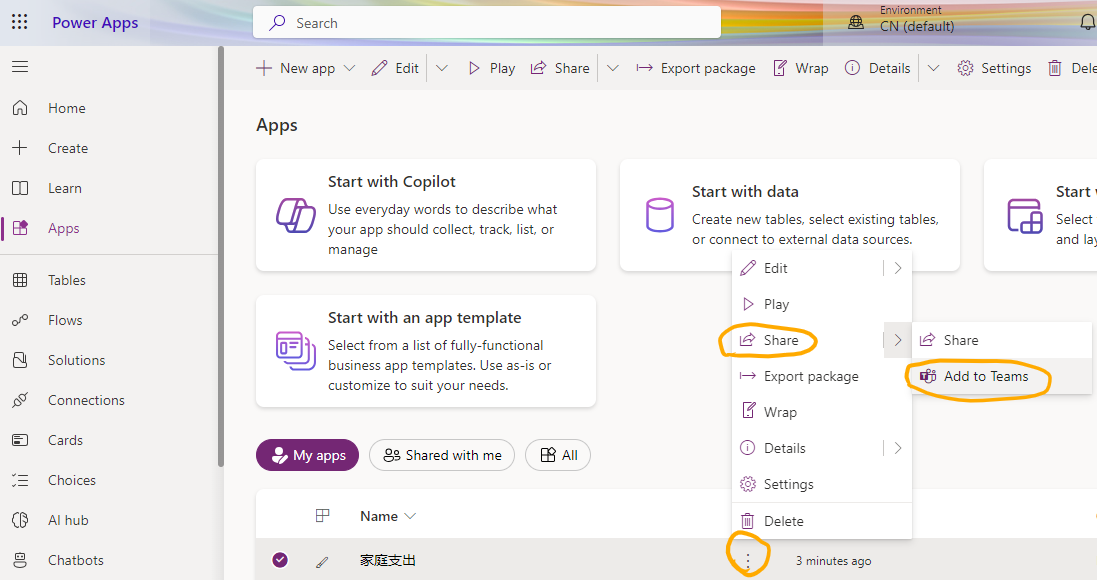 Power Apps
Search
Environment
CN (default)
New app
Edit
Play
Share
Export package
Wrap
Details
Settings
Home
Create
Learn
Apps
Tables
Flows
Solutions
Connections
Cards
Choices
AI hub
Chatbots
Apps
Start with Copilot
Use everyday words to describe what
your app should collect, track, list, or
manage
Start with data
Create new tables, select existing tables,
or connect to external data sources.
Start
Select
and
Start with an app template
Select from a list of fully-functional
business app templates. Use as-is or
customize to suit your needs.
Edit
Play
Share
Export package
Wrap
Details
Settings
Delete
Share
Add to Teams
My apps
Shared with me
All
Name
家庭支出
3 minutes ago